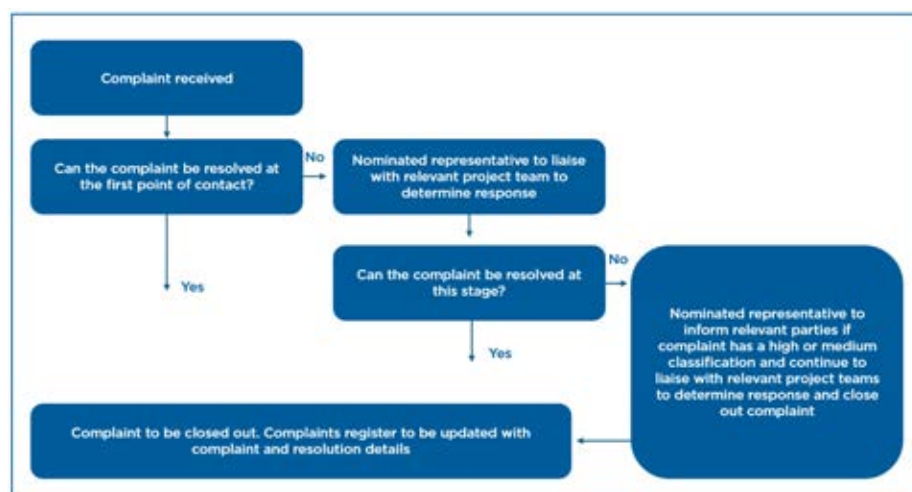 Complaint received
Can the complaint be resolved at
the first point of contact?
No
Nominated representative to liaise
with relevant project team to
determine response
Yes
Can the complaint be resolved at
this stage?
No
Nominated representative to
inform relevant parties if
complaint has a high or medium
classification and continue to
liaise with relevant project teams
to determine response and close
out complaint
Yes
Complaint to be closed out. Complaints register to be updated with
complaint and resolution details